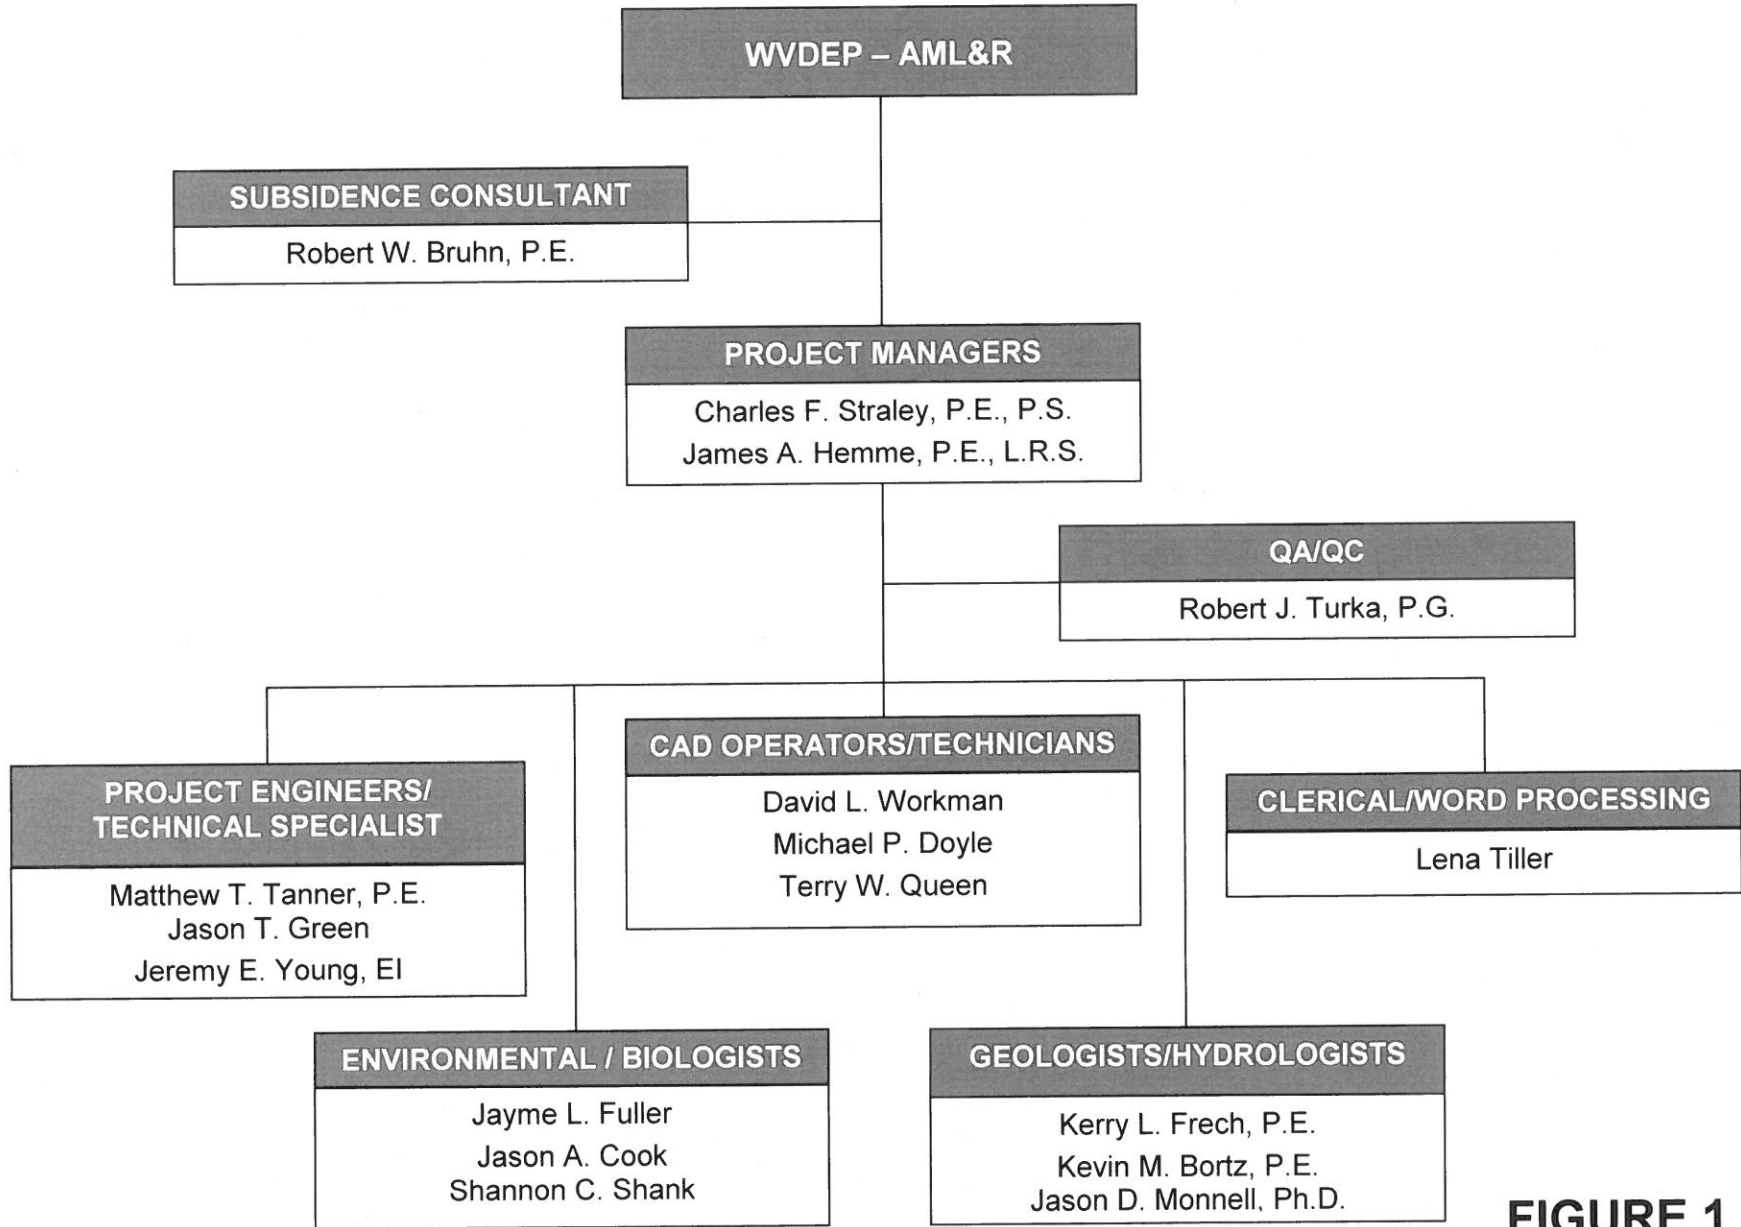 WVDEP – AML&R
SUBSIDENCE CONSULTANT
Robert W. Bruhn, P.E.
PROJECT MANAGERS
Charles F. Straley, P.E., P.S.
James A. Hemme, P.E., L.R.S.
QA/QC
Robert J. Turka, P.G.
PROJECT ENGINEERS/
TECHNICAL SPECIALIST
Matthew T. Tanner, P.E.
Jason T. Green
Jeremy E. Young, EI
CAD OPERATORS/TECHNICIANS
David L. Workman
Michael P. Doyle
Terry W. Queen
CLERICAL/WORD PROCESSING
Lena Tiller
ENVIRONMENTAL / BIOLOGISTS
Jayme L. Fuller
Jason A. Cook
Shannon C. Shank
GEOLOGISTS/HYDROLOGISTS
Kerry L. Frech, P.E.
Kevin M. Bortz, P.E.
Jason D. Monnell, Ph.D.
FIGURE 1